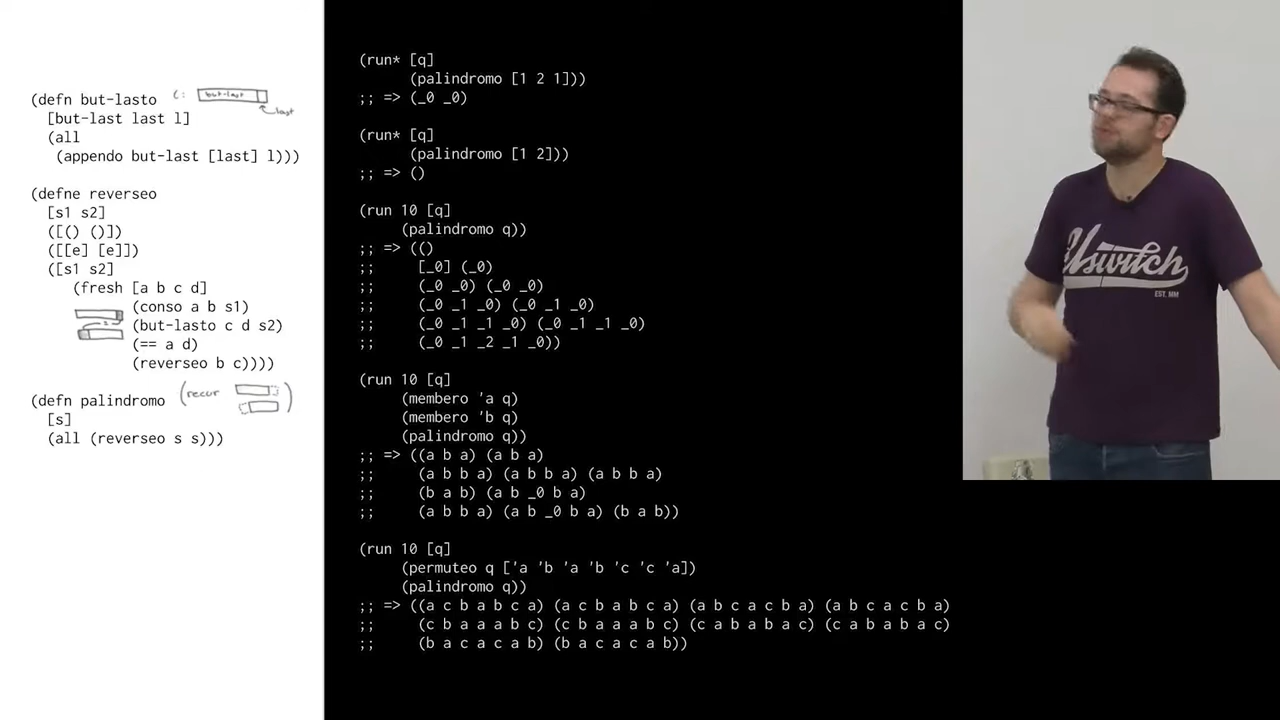 (defn but-lasto
l: but-last
last
[but-last last l]
(all
(appendo but-last [last] l)))
(defne reverseo
[s1 s2]
([() ()])
([[e] [e]])
([s1 s2]
(fresh [a b c d]
(conso a b s1)
(but-lasto c d s2)
(== a d)
(reverseo b c))))
(defn palindromo
(recur )
[s]
(all (reverseo s s)))
(run* [q]
(palindromo [1 2 1]))
;; => (_0 _0)
(run* [q]
(palindromo [1 2]))
;; => ()
(run 10 [q]
(palindromo q))
;; => (()
;; [_0] (_0)
;; (_0 _0) (_0 _0)
;; (_0 _1 _0) (_0 _1 _0)
;; (_0 _1 _1 _0) (_0 _1 _1 _0)
;; (_0 _1 _2 _1 _0))
(run 10 [q]
(membero 'a q)
(membero 'b q)
(palindromo q))
;; => ((a b a) (a b a)
;; (a b b a) (a b b a) (a b b a)
;; (b a b) (a b _0 b a)
;; (a b b a) (a b _0 b a) (b a b))
(run 10 [q]
(permuteo q ['a 'b 'a 'b 'c 'c 'a])
(palindromo q))
;; => ((a c b a b c a) (a c b a b c a) (a b c a c b a) (a b c a c b a)
;; (c b a a a b c) (c b a a a b c) (c a b a b a c) (c a b a b a c)
;; (b a c a c a b) (b a c a c a b))
Uswitch
EST. MM